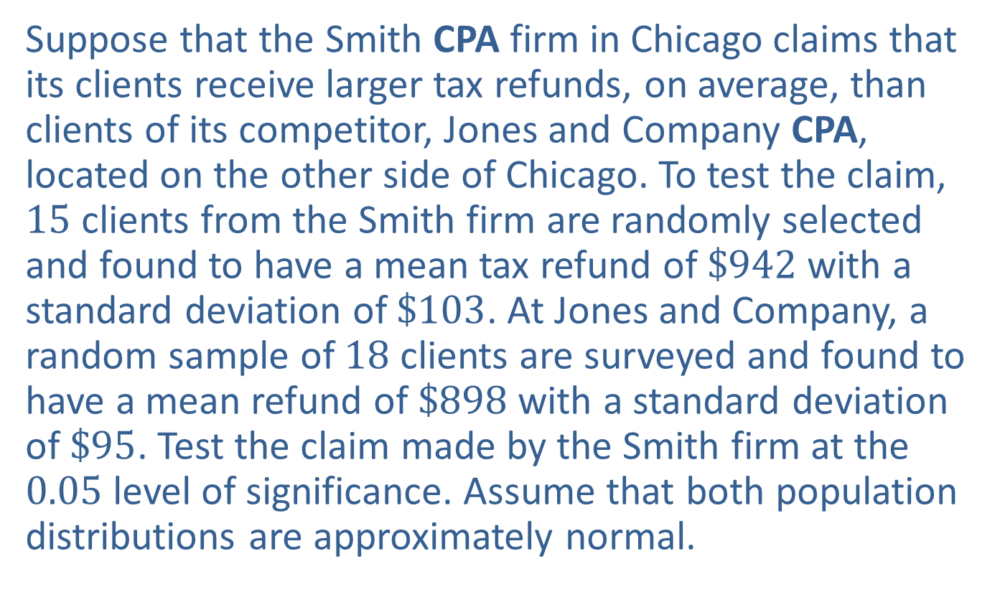 Suppose that the Smith CPA firm in Chicago claims that
its clients receive larger tax refunds, on average, than
clients of its competitor, Jones and Company CPA,
located on the other side of Chicago. To test the claim,
15 clients from the Smith firm are randomly selected
and found to have a mean tax refund of $942 with a
standard deviation of $103. At Jones and Company, a
random sample of 18 clients are surveyed and found to
have a mean refund of $898 with a standard deviation
of $95. Test the claim made by the Smith firm at the
0.05 level of significance. Assume that both population
distributions are approximately normal.